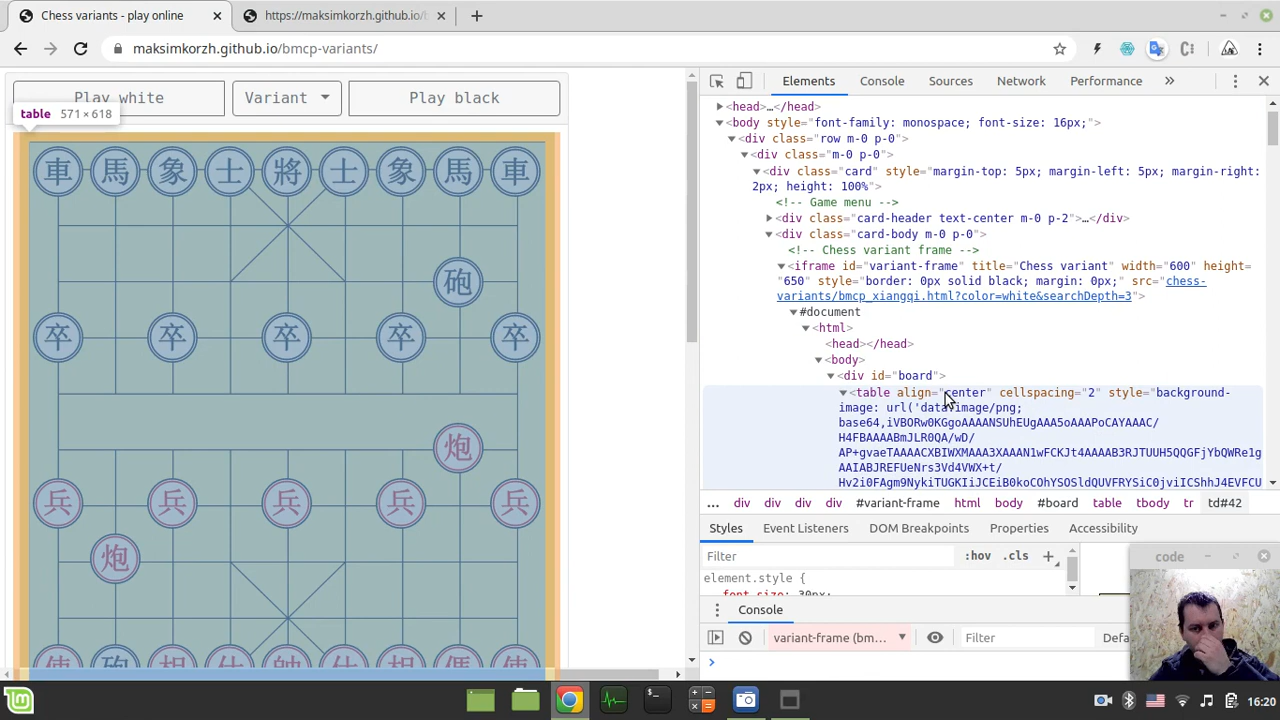 Chess variants - play online
https://maksimkorzh.github.io/b
maksimkorzh.github.io/bmcp-variants/
Play white
Variant
Play black
table 571 × 618
車 馬 象 士 將 士 象 馬 車
砲
卒 卒 卒 卒 卒
炮
兵 兵 兵 兵 兵
炮
Elements Console Sources Network Performance »
<head>…</head>
<body style="font-family: monospace; font-size: 16px;">
<div class="row m-0 p-0">
<div class="m-0 p-0">
<div class="card" style="margin-top: 5px; margin-left: 5px; margin-right:
2px; height: 100%">
<!-- Game menu -->
<div class="card-header text-center m-0 p-2">…</div>
<div class="card-body m-0 p-0">
<!-- Chess variant frame -->
<iframe id="variant-frame" title="Chess variant" width="600" height=
"650" style="border: 0px solid black; margin: 0px;" src="chess-
variants/bmcp_xiangqi.html?color=white&searchDepth=3">
#document
<html>
<head></head>
<body>
<div id="board">
<table align="center" cellspacing="2" style="background-
image: url('data:image/png;
… div div div div #variant-frame html body #board table tbody tr td#42
Styles Event Listeners DOM Breakpoints Properties Accessibility
Filter
:hov .cls
element.style {
font-size: 30px;
Console
variant-frame (bm…
Filter
Defa
code
16:20